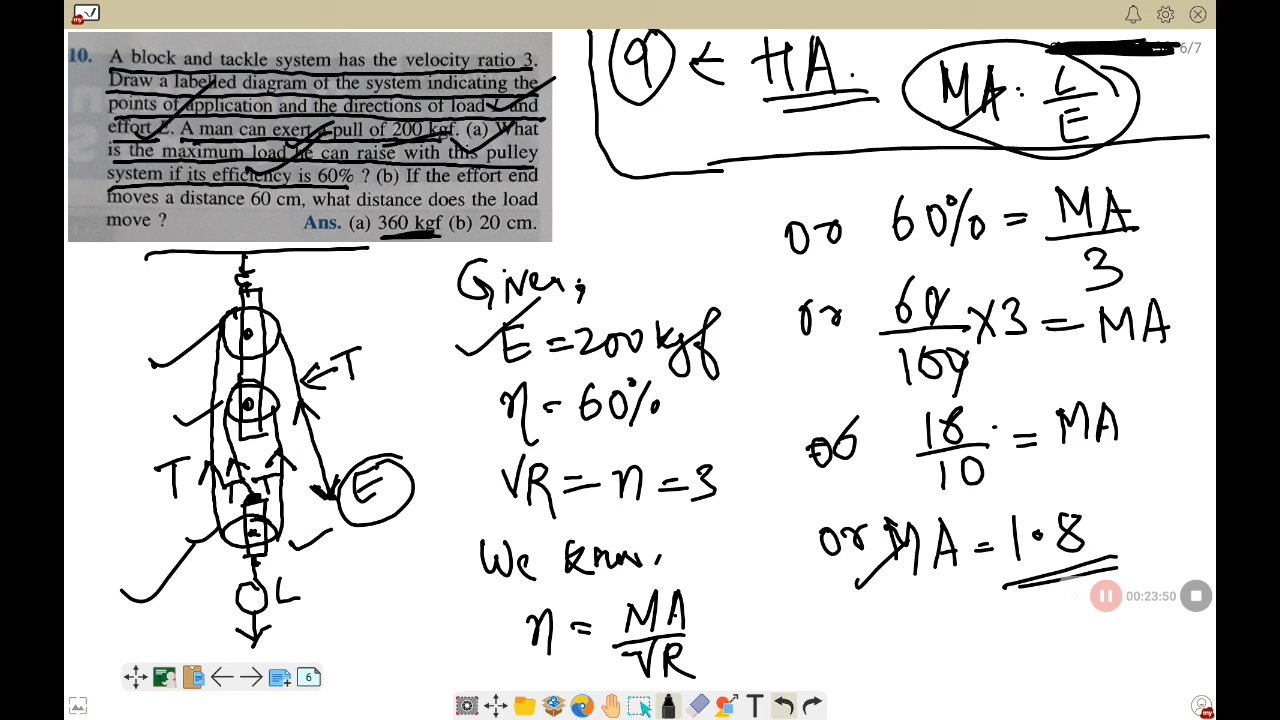 10. A block and tackle system has the velocity ratio 3.
Draw a labelled diagram of the system indicating the
points of application and the directions of load L and
effort E. A man can exert a pull of 200 kgf. (a) What
is the maximum load he can raise with this pulley
system if its efficiency is 60% ? (b) If the effort end
moves a distance 60 cm, what distance does the load
move ? Ans. (a) 360 kgf (b) 20 cm.
9 ← HA.
MA = L/E
6/7
T
E
T T T
L
Given,
E = 200 kgf
η = 60%
VR = n = 3
We know,
η = MA/VR
or 60% = MA/3
or 60/100 × 3 = MA
or 18/10 = MA
or MA = 1.8
00:23:50
6
T
my